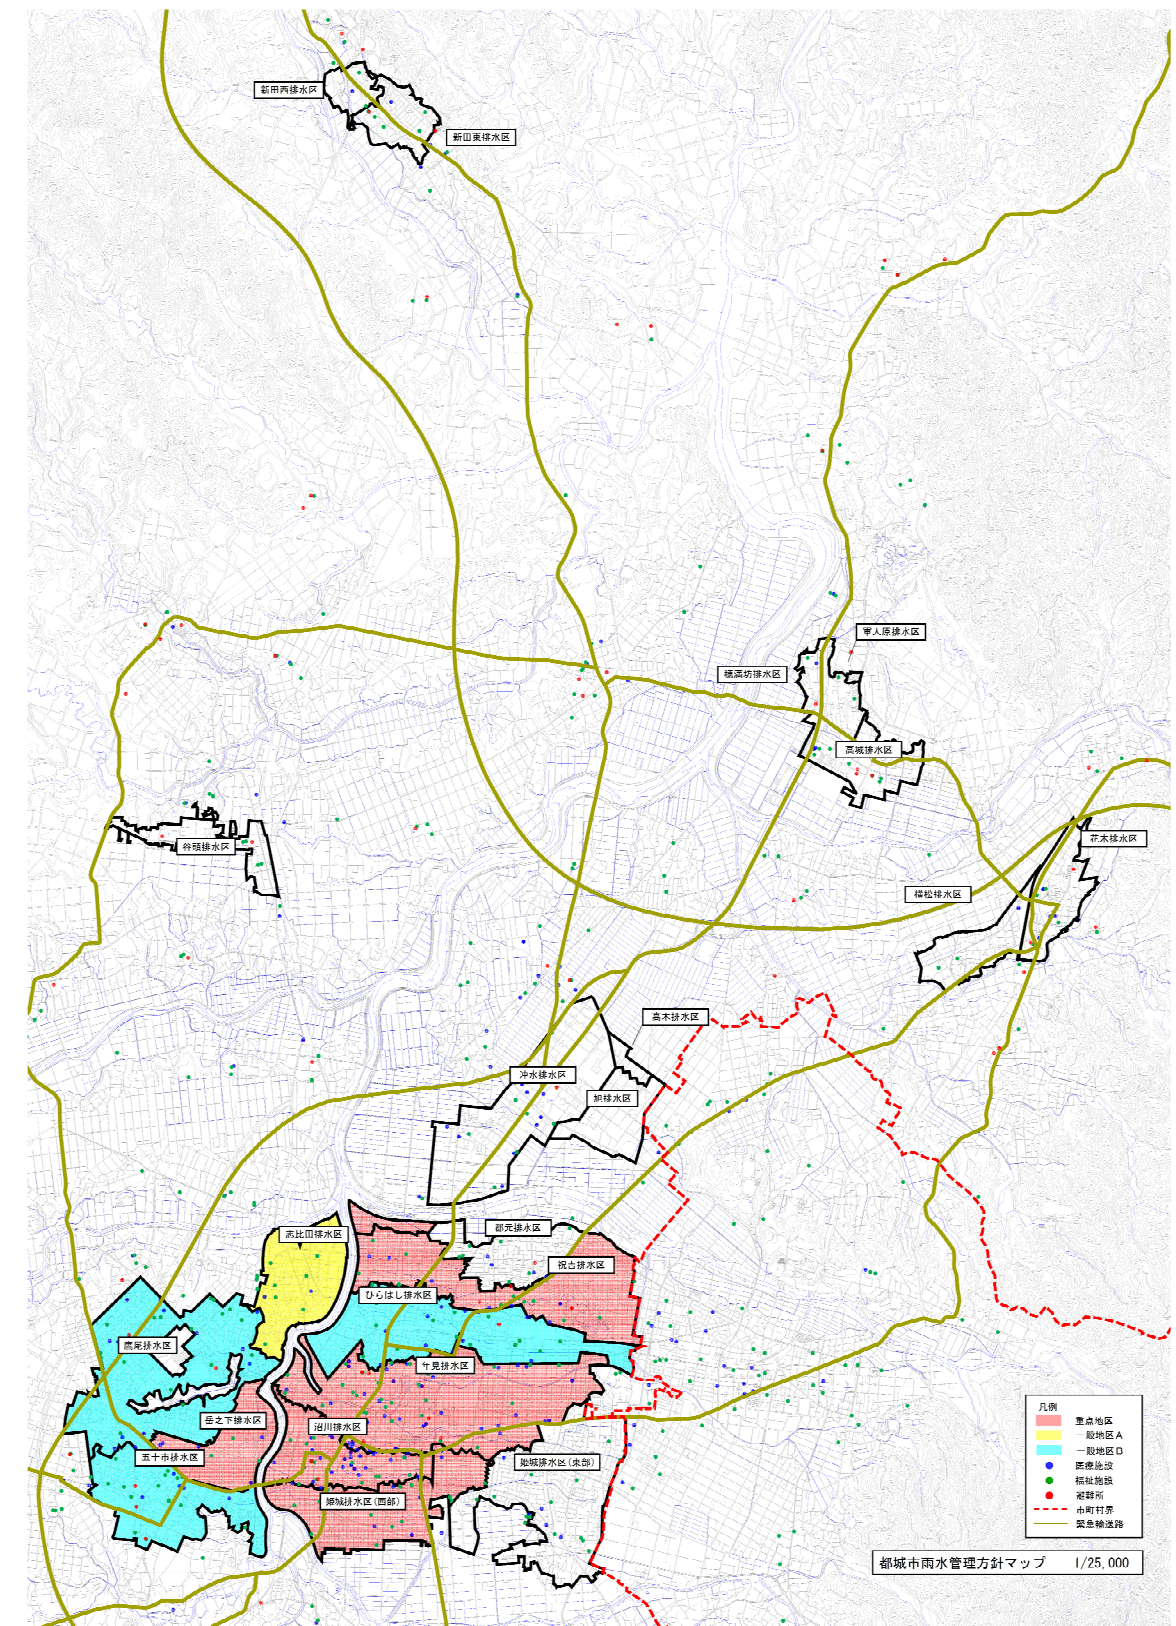 新田西排水区
新田東排水区
軍人原排水区
穂満坊排水区
高城排水区
花木排水区
谷頭排水区
横松排水区
高木排水区
沖水排水区
旭排水区
郡元排水区
志比田排水区
祝吉排水区
ひらはし排水区
鷹尾排水区
年見排水区
岳之下排水区
沼川排水区
五十市排水区
姫城排水区(東部)
姫城排水区(西部)
凡例
重点地区
一般地区A
一般地区B
医療施設
福祉施設
避難所
市町村界
緊急輸送路
都城市雨水管理方針マップ 1/25,000